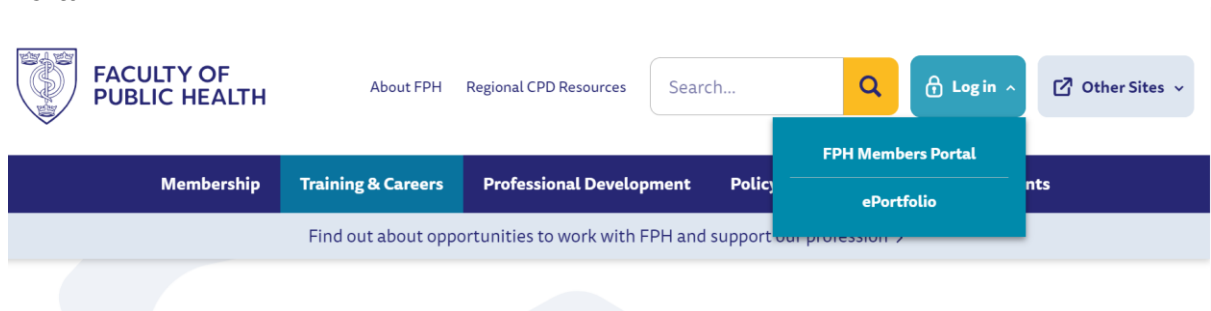 FACULTY OF
PUBLIC HEALTH
About FPH
Regional CPD Resources
Search...
Log in
Other Sites
FPH Members Portal
ePortfolio
Membership
Training & Careers
Professional Development
Find out about opportunities to work with FPH and support our profession